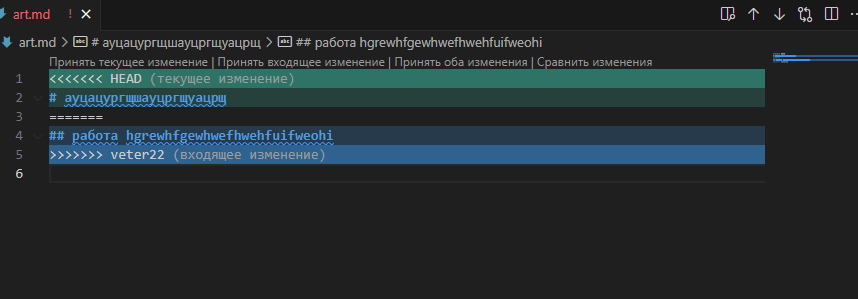 art.md ! ×
art.md > # ауцацургщшауцргщуацрщ > ## работа hgrewhfgewhwefhwehfuifweohi
Принять текущее изменение | Принять входящее изменение | Принять оба изменения | Сравнить изменения
1 <<<<<<< HEAD (текущее изменение)
2 # ауцацургщшауцргщуацрщ
3 =======
4 ## работа hgrewhfgewhwefhwehfuifweohi
5 >>>>>>> veter22 (входящее изменение)
6